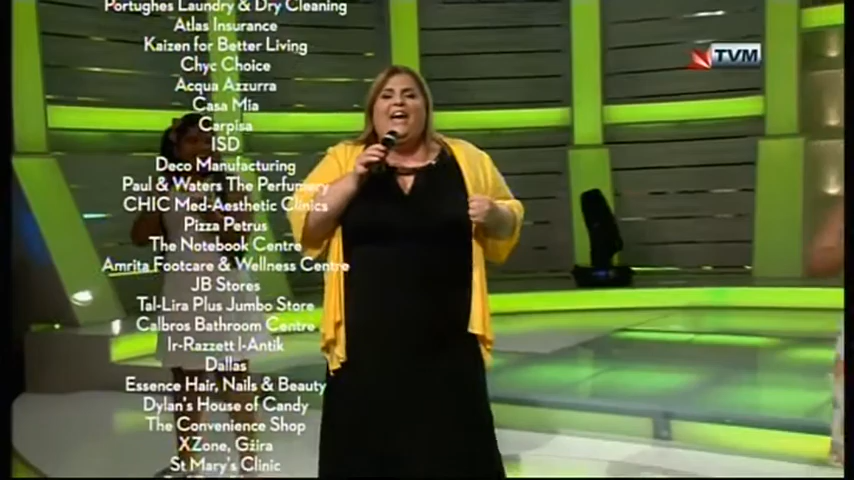 Portughes Laundry & Dry Cleaning
Atlas Insurance
Kaizen for Better Living
Chyc Choice
TVM
Acqua Azzurra
Casa Mia
Carpisa
ISD
Deco Manufacturing
Paul & Waters The Perfumery
CHIC Med-Aesthetic Clinics
Pizza Petrus
The Notebook Centre
Amrita Footcare & Wellness Centre
JB Stores
Tal-Lira Plus Jumbo Store
Calbros Bathroom Centre
Ir-Razzett l-Antik
Dallas
Essence Hair, Nails & Beauty
Dylan's House of Candy
The Convenience Shop
XZone, Gżira
St Mary's Clinic